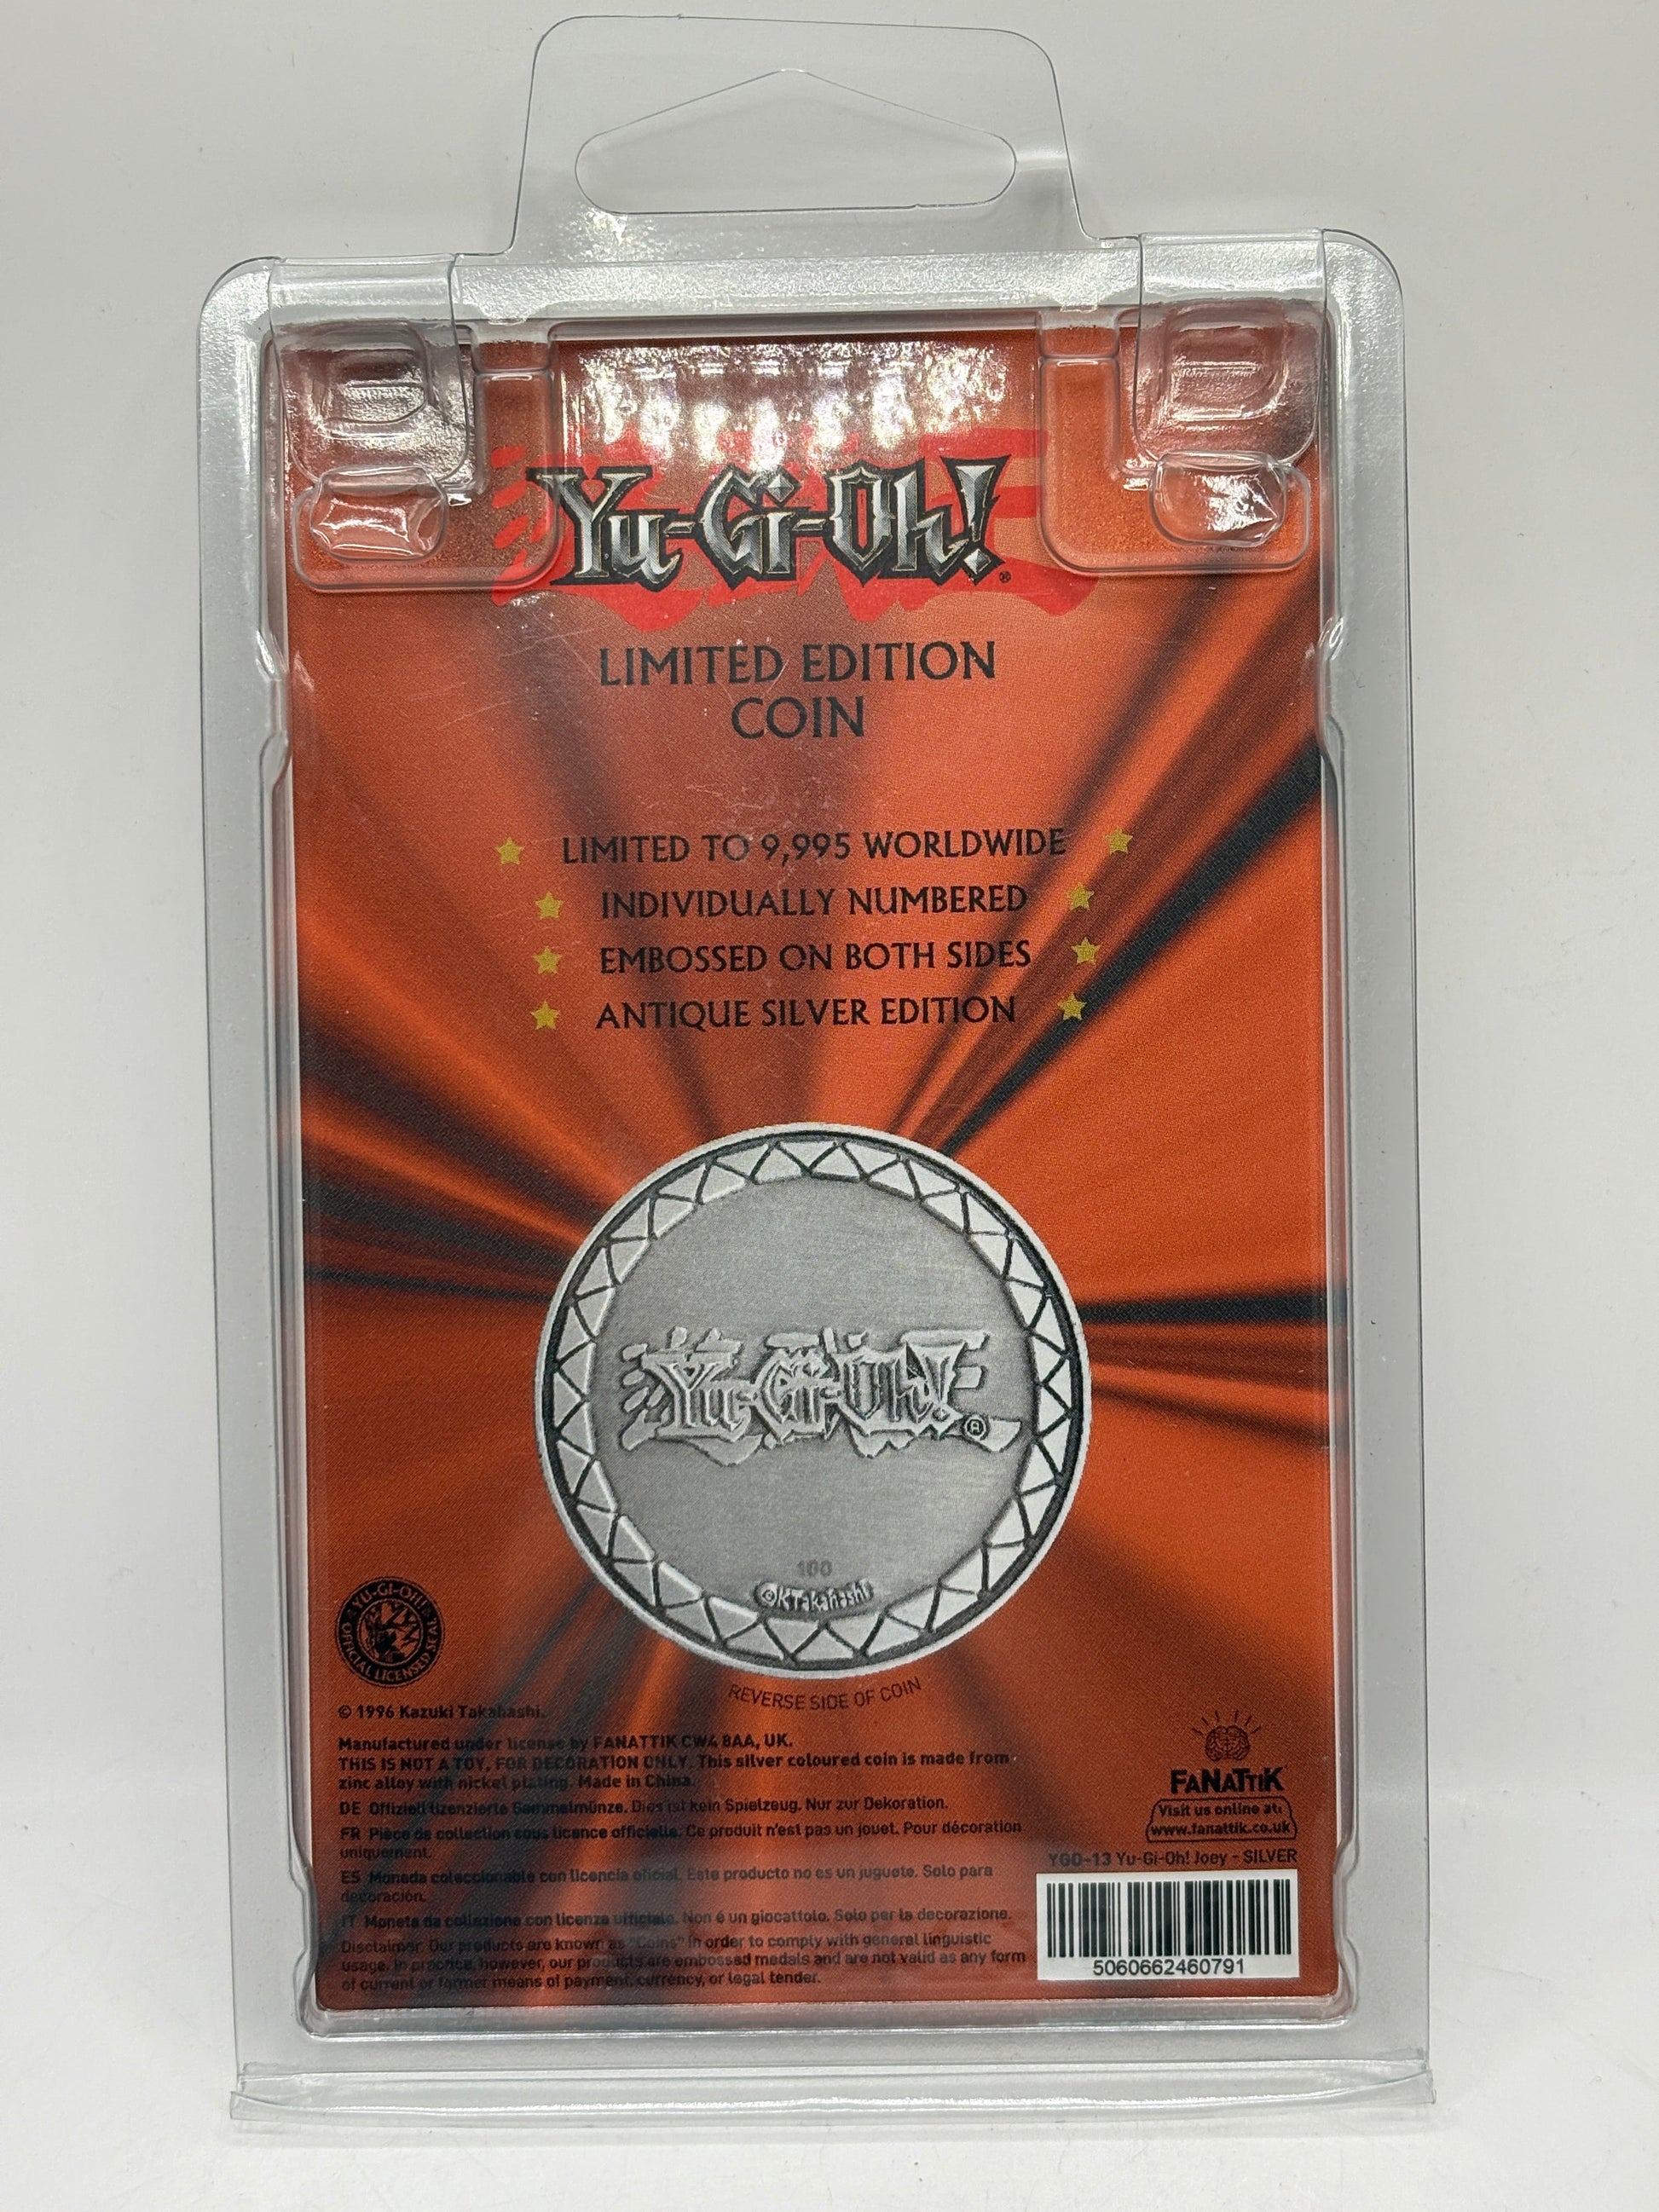 Yu-Gi-Oh!
LIMITED EDITION
COIN
LIMITED TO 9,995 WORLDWIDE
INDIVIDUALLY NUMBERED
EMBOSSED ON BOTH SIDES
ANTIQUE SILVER EDITION
Yu-Gi-Oh! ®
100
©K.Takahashi
REVERSE SIDE OF COIN
YU-GI-OH! OFFICIAL LICENSED SEAL
© 1996 Kazuki Takahashi.
Manufactured under license by FANATTIK CW4 8AA, UK.
THIS IS NOT A TOY, FOR DECORATION ONLY. This silver coloured coin is made from
zinc alloy with nickel plating. Made in China.
DE Offiziell lizenzierte Sammelmünze. Dies ist kein Spielzeug. Nur zur Dekoration.
FR Pièce de collection sous licence officielle. Ce produit n'est pas un jouet. Pour décoration
uniquement.
ES Moneda coleccionable con licencia oficial. Este producto no es un juguete. Solo para
decoración.
IT Moneta da collezione con licenza ufficiale. Non é un giocattolo. Solo per la decorazione.
Disclaimer: Our products are known as "Coins" in order to comply with general linguistic
usage. In practice, however, our products are embossed medals and are not valid as any form
of current or former means of payment, currency, or legal tender.
FANATTIK
Visit us online at:
www.fanattik.co.uk
YGO-13 Yu-Gi-Oh! Joey - SILVER
5060662460791